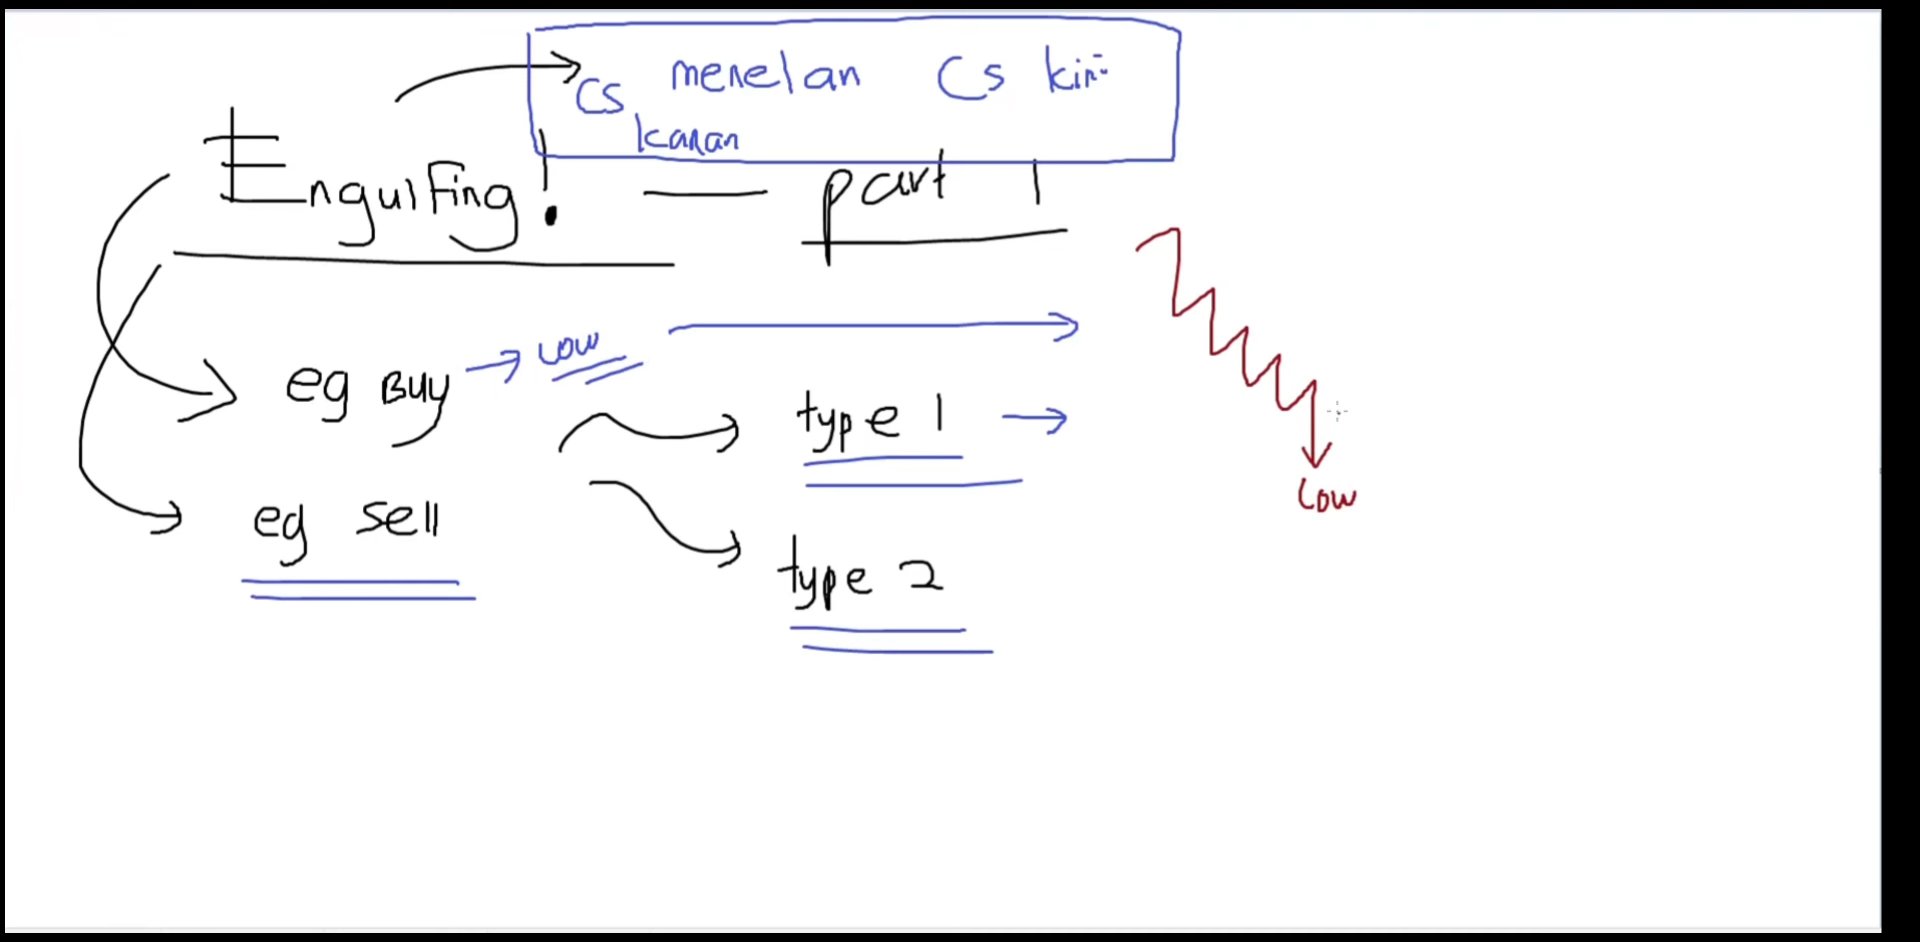 Cs kanan menelan Cs kiri
Engulfing! — part 1
eg Buy → Low
type 1
eg sell
type 2
Low